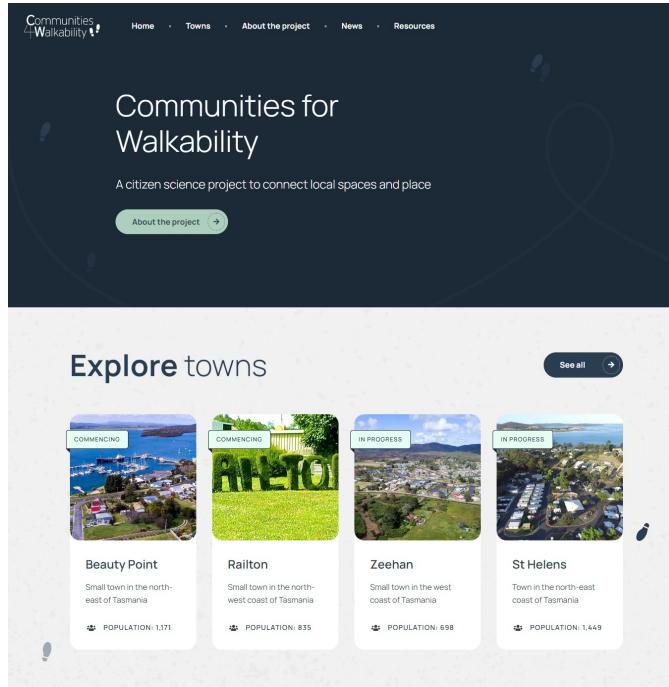 Communities
4Walkability
Home • Towns • About the project • News • Resources
Communities for
Walkability
A citizen science project to connect local spaces and place
About the project
Explore towns
See all
COMMENCING
COMMENCING
IN PROGRESS
IN PROGRESS
RAILTON
Beauty Point
Small town in the north-
east of Tasmania
POPULATION: 1,171
Railton
Small town in the north-
west coast of Tasmania
POPULATION: 835
Zeehan
Small town in the west
coast of Tasmania
POPULATION: 698
St Helens
Town in the north-east
coast of Tasmania
POPULATION: 1,449